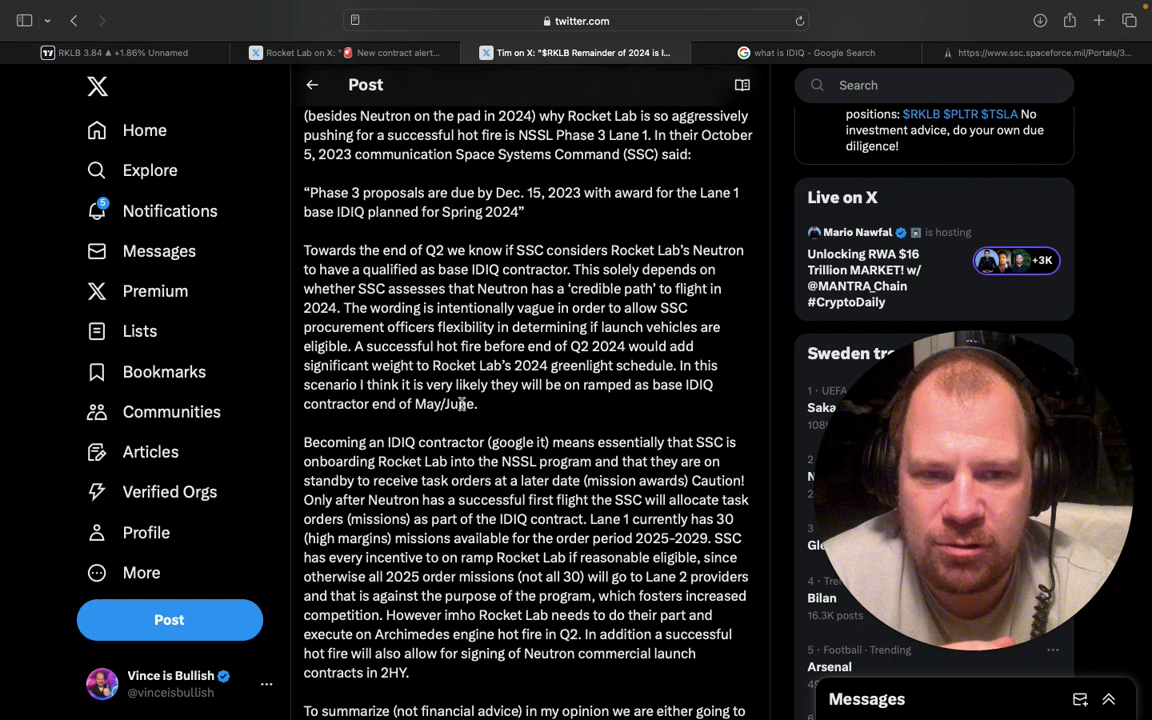 twitter.com
RKLB 3.84 ▲ +1.86% Unnamed
Rocket Lab on X: "🚨 New contract alert...
Tim on X: "$RKLB Remainder of 2024 is l...
what is IDIQ - Google Search
https://www.ssc.spaceforce.mil/Portals/3...
Home
Explore
5
Notifications
Messages
Premium
Lists
Bookmarks
Communities
Articles
Verified Orgs
Profile
More
Post
Vince is Bullish
@vinceisbullish
Post
(besides Neutron on the pad in 2024) why Rocket Lab is so aggressively
pushing for a successful hot fire is NSSL Phase 3 Lane 1. In their October
5, 2023 communication Space Systems Command (SSC) said:
“Phase 3 proposals are due by Dec. 15, 2023 with award for the Lane 1
base IDIQ planned for Spring 2024”
Towards the end of Q2 we know if SSC considers Rocket Lab’s Neutron
to have a qualified as base IDIQ contractor. This solely depends on
whether SSC assesses that Neutron has a ‘credible path’ to flight in
2024. The wording is intentionally vague in order to allow SSC
procurement officers flexibility in determining if launch vehicles are
eligible. A successful hot fire before end of Q2 2024 would add
significant weight to Rocket Lab’s 2024 greenlight schedule. In this
scenario I think it is very likely they will be on ramped as base IDIQ
contractor end of May/June.
Becoming an IDIQ contractor (google it) means essentially that SSC is
onboarding Rocket Lab into the NSSL program and that they are on
standby to receive task orders at a later date (mission awards) Caution!
Only after Neutron has a successful first flight the SSC will allocate task
orders (missions) as part of the IDIQ contract. Lane 1 currently has 30
(high margins) missions available for the order period 2025-2029. SSC
has every incentive to on ramp Rocket Lab if reasonable eligible, since
otherwise all 2025 order missions (not all 30) will go to Lane 2 providers
and that is against the purpose of the program, which fosters increased
competition. However imho Rocket Lab needs to do their part and
execute on Archimedes engine hot fire in Q2. In addition a successful
hot fire will also allow for signing of Neutron commercial launch
contracts in 2HY.
To summarize (not financial advice) in my opinion we are either going to
Search
positions: $RKLB $PLTR $TSLA No
investment advice, do your own due
diligence!
Live on X
Mario Nawfal is hosting
Unlocking RWA $16
Trillion MARKET! w/
@MANTRA_Chain
#CryptoDaily
+3K
Sweden
1 · UEFA
Saka
2
3
4 ·
Bilan
16.3K posts
5 · Football · Trending
Arsenal
Messages